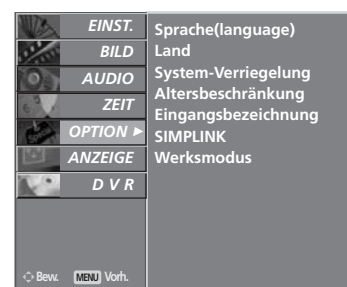 EINST.
BILD
AUDIO
ZEIT
OPTION ►
ANZEIGE
D V R
Sprache(language)
Land
System-Verriegelung
Altersbeschränkung
Eingangsbezeichnung
SIMPLINK
Werksmodus
Bew. MENU Vorh.